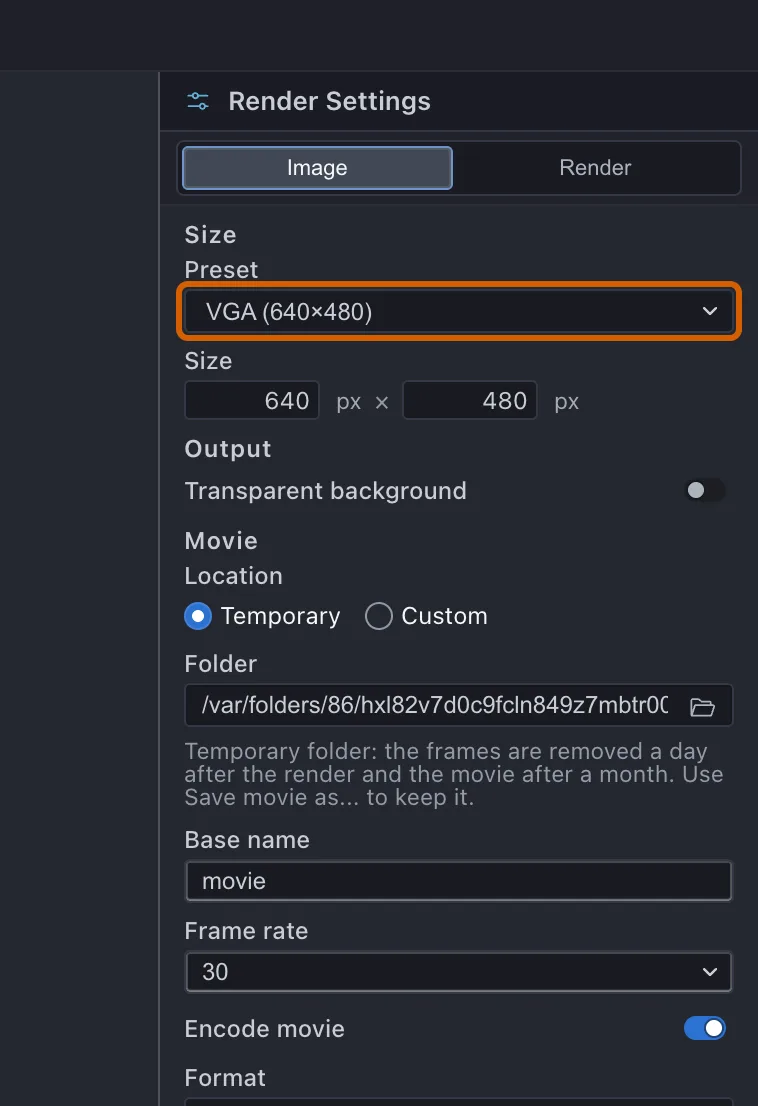 Render Settings
Image
Render
Size
Preset
VGA (640×480)
Size
640 px × 480 px
Output
Transparent background
Movie
Location
Temporary
Custom
Folder
/var/folders/86/hxl82v7d0c9fcln849z7mbtr00
Temporary folder: the frames are removed a day
after the render and the movie after a month. Use
Save movie as... to keep it.
Base name
movie
Frame rate
30
Encode movie
Format